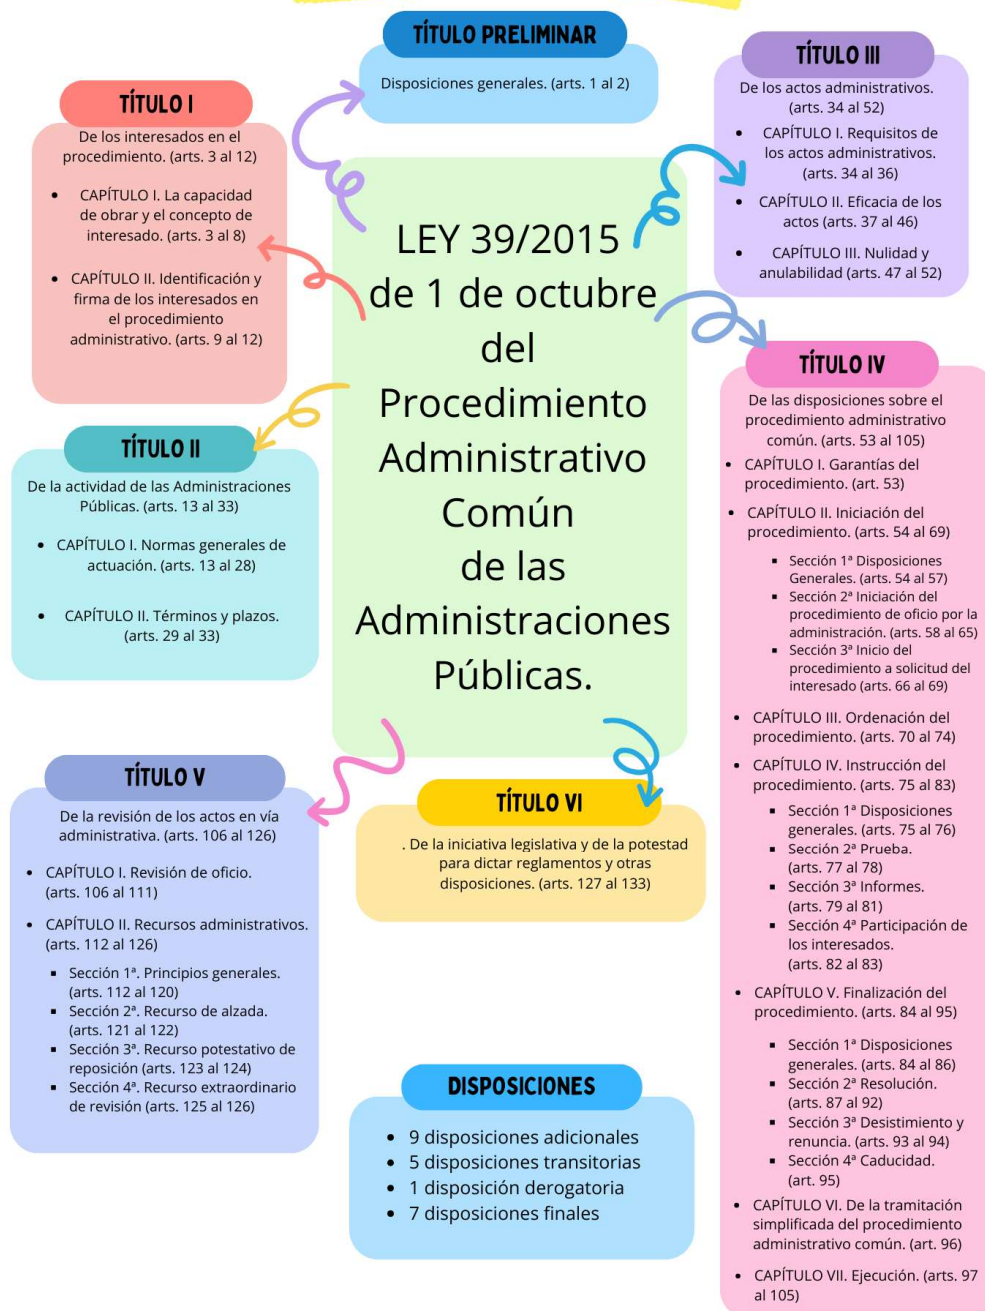 TÍTULO PRELIMINAR
Disposiciones generales. (arts. 1 al 2)
TÍTULO I
De los interesados en el
procedimiento. (arts. 3 al 12)
• CAPÍTULO I. La capacidad
de obrar y el concepto de
interesado. (arts. 3 al 8)
• CAPÍTULO II. Identificación y
firma de los interesados en
el procedimiento
administrativo. (arts. 9 al 12)
TÍTULO II
De la actividad de las Administraciones
Públicas. (arts. 13 al 33)
• CAPÍTULO I. Normas generales de
actuación. (arts. 13 al 28)
• CAPÍTULO II. Términos y plazos.
(arts. 29 al 33)
LEY 39/2015
de 1 de octubre
del
Procedimiento
Administrativo
Común
de las
Administraciones
Públicas.
TÍTULO III
De los actos administrativos.
(arts. 34 al 52)
• CAPÍTULO I. Requisitos de
los actos administrativos.
(arts. 34 al 36)
• CAPÍTULO II. Eficacia de los
actos (arts. 37 al 46)
• CAPÍTULO III. Nulidad y
anulabilidad (arts. 47 al 52)
TÍTULO IV
De las disposiciones sobre el
procedimiento administrativo
común. (arts. 53 al 105)
• CAPÍTULO I. Garantías del
procedimiento. (art. 53)
• CAPÍTULO II. Iniciación del
procedimiento. (arts. 54 al 69)
▪ Sección 1ª Disposiciones
Generales. (arts. 54 al 57)
▪ Sección 2ª Iniciación del
procedimiento de oficio por la
administración. (arts. 58 al 65)
▪ Sección 3ª Inicio del
procedimiento a solicitud del
interesado (arts. 66 al 69)
• CAPÍTULO III. Ordenación del
procedimiento. (arts. 70 al 74)
• CAPÍTULO IV. Instrucción del
procedimiento. (arts. 75 al 83)
▪ Sección 1ª Disposiciones
generales. (arts. 75 al 76)
▪ Sección 2ª Prueba.
(arts. 77 al 78)
▪ Sección 3ª Informes.
(arts. 79 al 81)
▪ Sección 4ª Participación de
los interesados.
(arts. 82 al 83)
• CAPÍTULO V. Finalización del
procedimiento. (arts. 84 al 95)
▪ Sección 1ª Disposiciones
generales. (arts. 84 al 86)
▪ Sección 2ª Resolución.
(arts. 87 al 92)
▪ Sección 3ª Desistimiento y
renuncia. (arts. 93 al 94)
▪ Sección 4ª Caducidad.
(art. 95)
• CAPÍTULO VI. De la tramitación
simplificada del procedimiento
administrativo común. (art. 96)
• CAPÍTULO VII. Ejecución. (arts. 97
al 105)
TÍTULO V
De la revisión de los actos en vía
administrativa. (arts. 106 al 126)
• CAPÍTULO I. Revisión de oficio.
(arts. 106 al 111)
• CAPÍTULO II. Recursos administrativos.
(arts. 112 al 126)
▪ Sección 1ª. Principios generales.
(arts. 112 al 120)
▪ Sección 2ª. Recurso de alzada.
(arts. 121 al 122)
▪ Sección 3ª. Recurso potestativo de
reposición (arts. 123 al 124)
▪ Sección 4ª. Recurso extraordinario
de revisión (arts. 125 al 126)
TÍTULO VI
. De la iniciativa legislativa y de la potestad
para dictar reglamentos y otras
disposiciones. (arts. 127 al 133)
DISPOSICIONES
• 9 disposiciones adicionales
• 5 disposiciones transitorias
• 1 disposición derogatoria
• 7 disposiciones finales